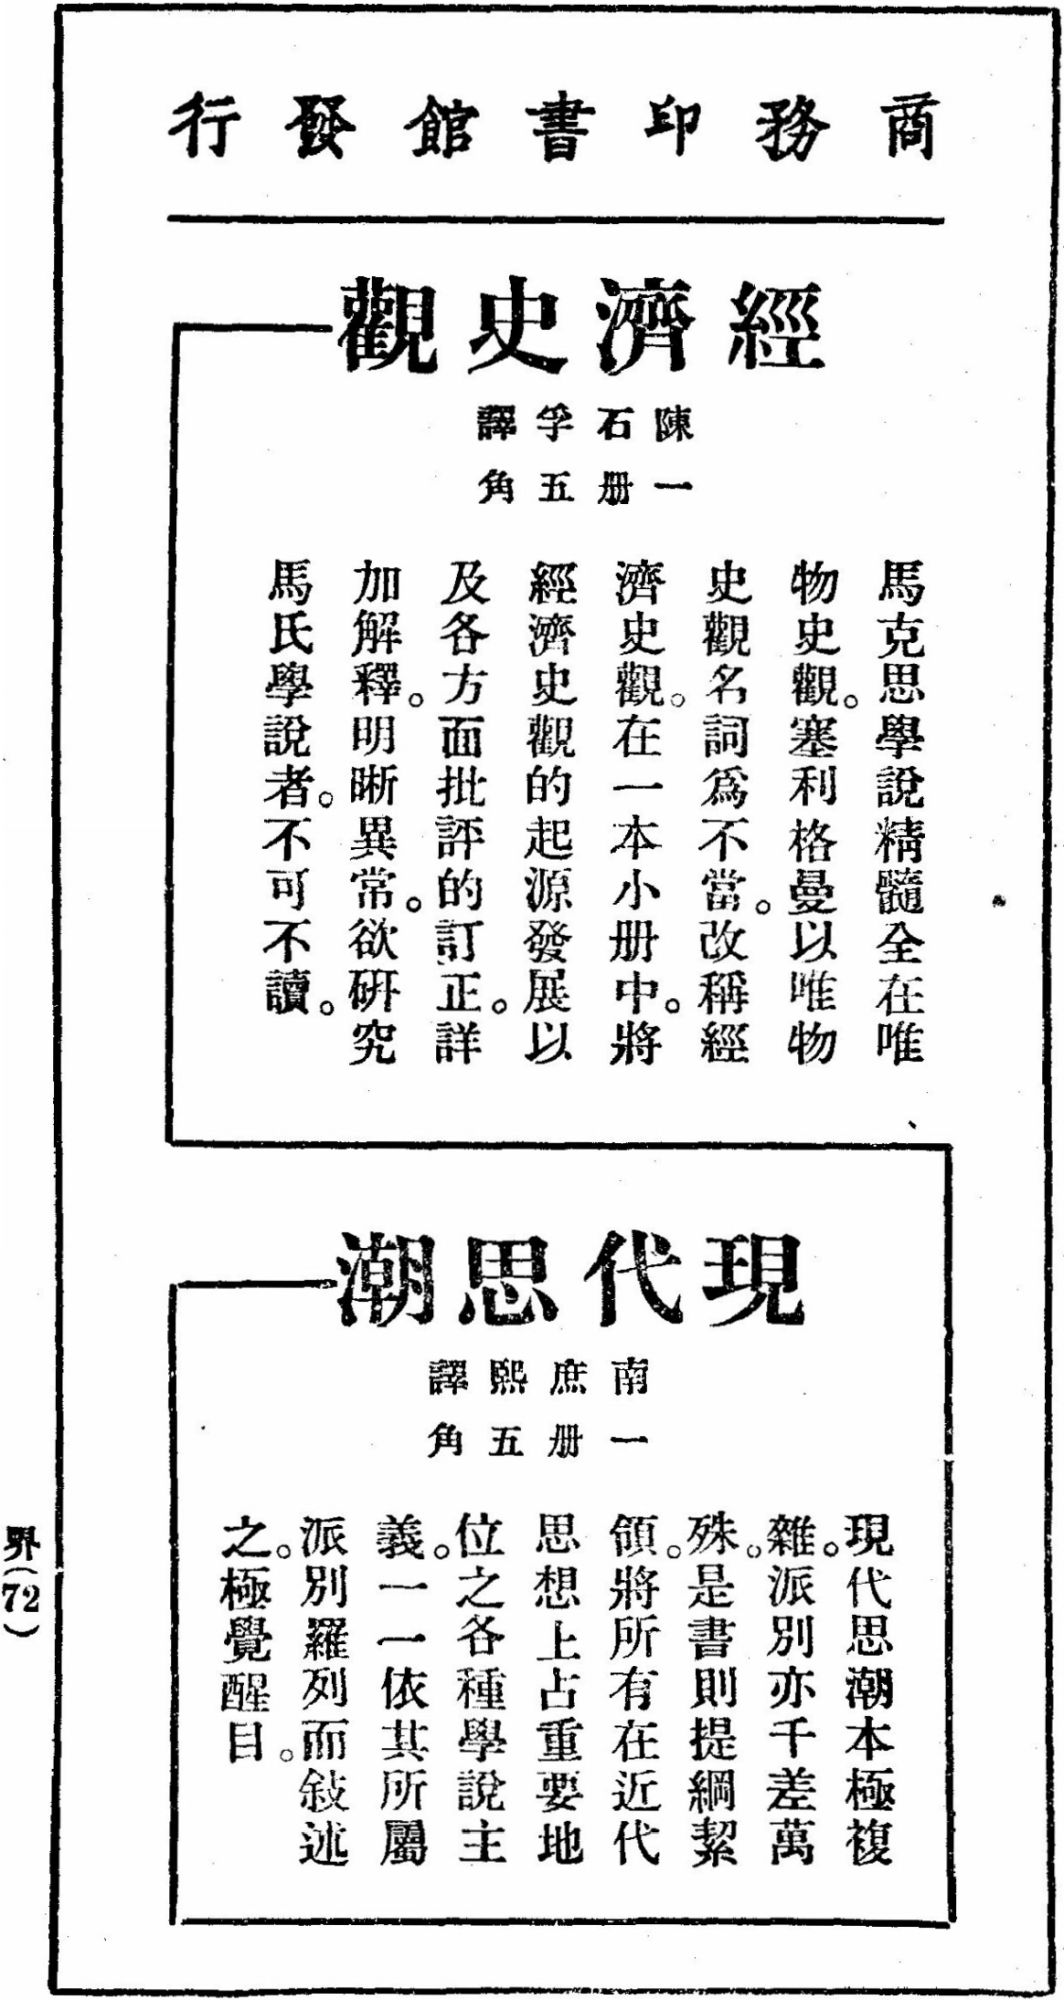 商務印書館發行
經濟史觀
陳石孚譯
一册五角
馬克思學說精髓全在唯
物史觀。塞利格曼以唯物
史觀名詞爲不當。改稱經
濟史觀。在一本小册中。將
經濟史觀的起源發展以
及各方面批評的訂正。詳
加解釋。明晰異常。欲硏究
馬氏學說者。不可不讀。
現代思潮
南庶熙譯
一册五角
現代思潮本極複
雜。派別亦千差萬
殊。是書則提綱絜
領。將所有在近代
思想上占重要地
位之各種學說主
義。一一依其所屬
派別羅列而敍述
之。極覺醒目。
界(72)